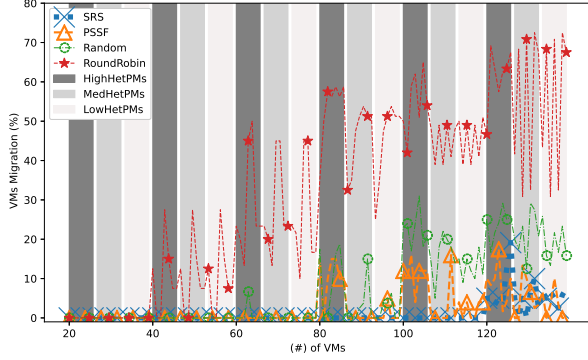 80
70
60
50
40
30
20
10
0
VMs Migration (%)
SRS
PSSF
Random
RoundRobin
HighHetPMs
MedHetPMs
LowHetPMs
20
40
60
80
100
120
(#) of VMs